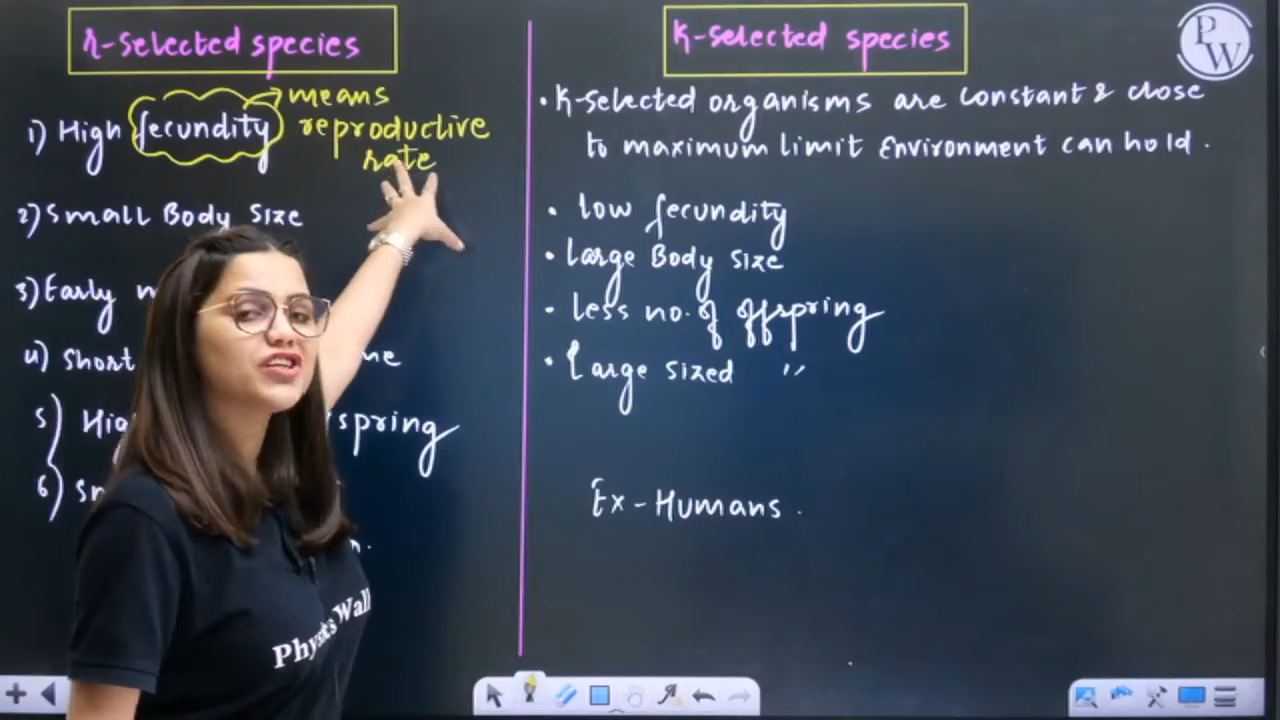 r-selected species
1) High fecundity → means
reproductive
rate
2) Small Body Size
3) Early
4) Short
5) spring
6)
K-selected species
• K-selected organisms are constant & close
to maximum limit Environment can hold.
• low fecundity
• Large Body size
• less no. of offspring
• Large sized "
Ex - Humans.
PW
Physics Wall